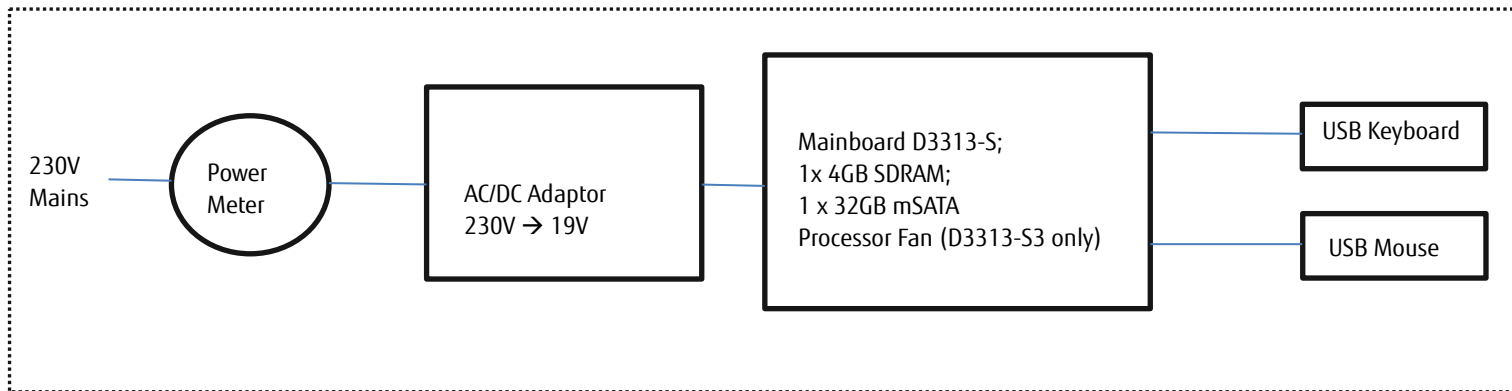 230V
Mains
Power
Meter
AC/DC Adaptor
230V → 19V
Mainboard D3313-S;
1x 4GB SDRAM;
1 x 32GB mSATA
Processor Fan (D3313-S3 only)
USB Keyboard
USB Mouse